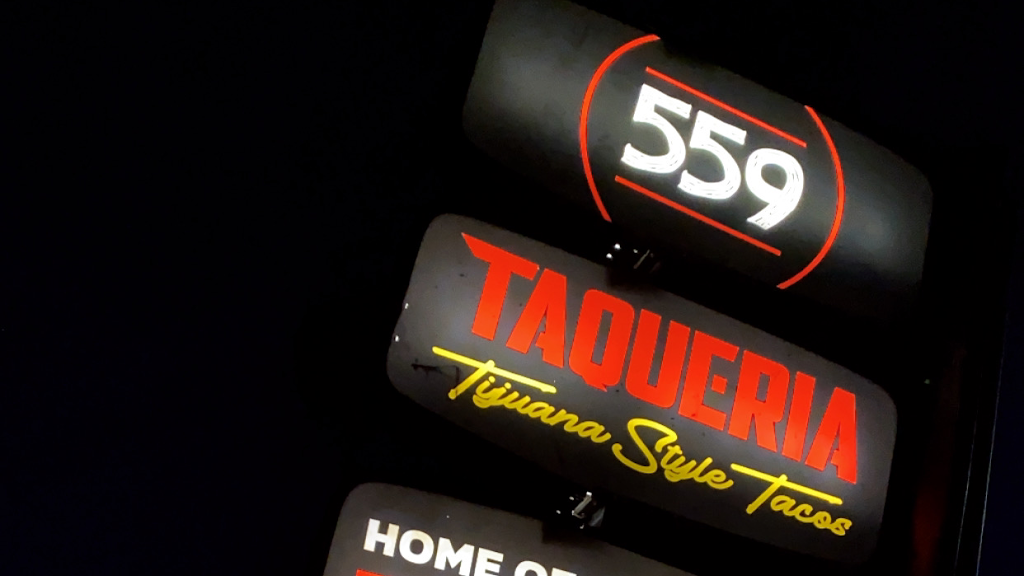 559
TAQUERIA
Tijuana Style Tacos
HOME OF